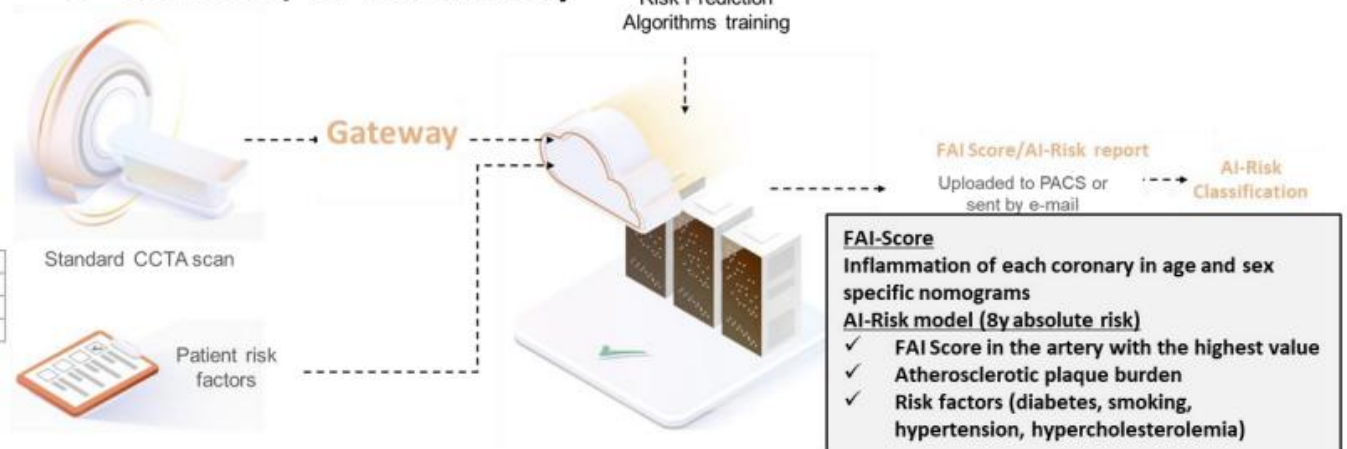 Risk Prediction
Algorithms training
Gateway
Standard CCTA scan
Patient risk
factors
FAI Score/AI-Risk report
Uploaded to PACS or
sent by e-mail
AI-Risk
Classification
FAI-Score
Inflammation of each coronary in age and sex
specific nomograms
AI-Risk model (8y absolute risk)
✓ FAI Score in the artery with the highest value
✓ Atherosclerotic plaque burden
✓ Risk factors (diabetes, smoking,
hypertension, hypercholesterolemia)